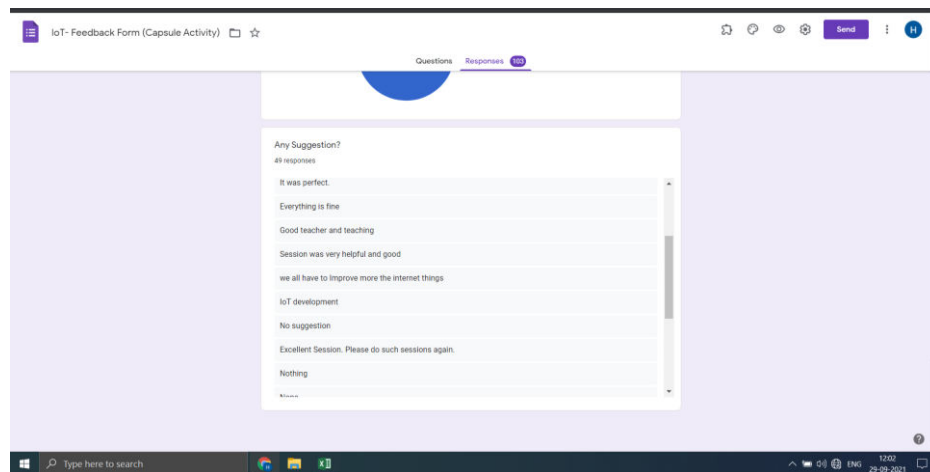 IoT- Feedback Form (Capsule Activity)
Send
H
Questions Responses 103
Any Suggestion?
49 responses
It was perfect.
Everything is fine
Good teacher and teaching
Session was very helpful and good
we all have to Improve more the internet things
IoT development
No suggestion
Excellent Session. Please do such sessions again.
Nothing
None
Type here to search
ENG
12:02
29-09-2021